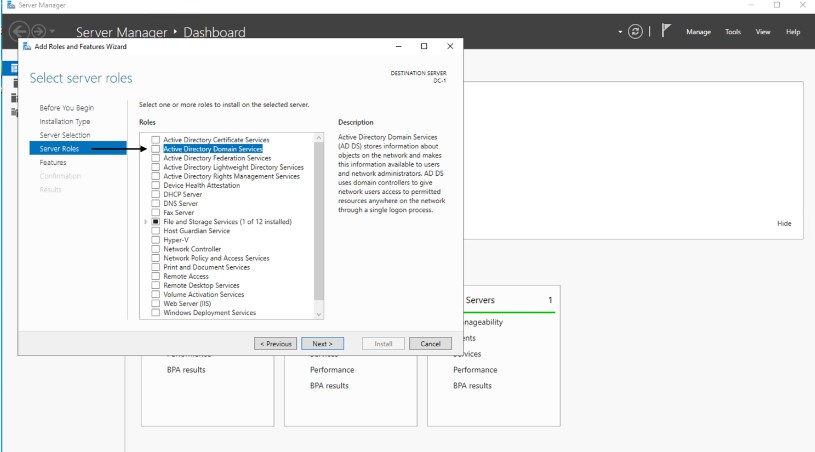 Server Manager
Server Manager ‣ Dashboard
Manage Tools View Help
Add Roles and Features Wizard
Select server roles
DESTINATION SERVER
DC-1
Before You Begin
Installation Type
Server Selection
Server Roles
Features
Confirmation
Results
Select one or more roles to install on the selected server.
Roles
Active Directory Certificate Services
Active Directory Domain Services
Active Directory Federation Services
Active Directory Lightweight Directory Services
Active Directory Rights Management Services
Device Health Attestation
DHCP Server
DNS Server
Fax Server
File and Storage Services (1 of 12 installed)
Host Guardian Service
Hyper-V
Network Controller
Network Policy and Access Services
Print and Document Services
Remote Access
Remote Desktop Services
Volume Activation Services
Web Server (IIS)
Windows Deployment Services
Description
Active Directory Domain Services
(AD DS) stores information about
objects on the network and makes
this information available to users
and network administrators. AD DS
uses domain controllers to give
network users access to permitted
resources anywhere on the network
through a single logon process.
< Previous
Next >
Install
Cancel
Hide
Servers 1
nageability
ents
Services
Performance
BPA results
Performance
BPA results
Services
Performance
BPA results